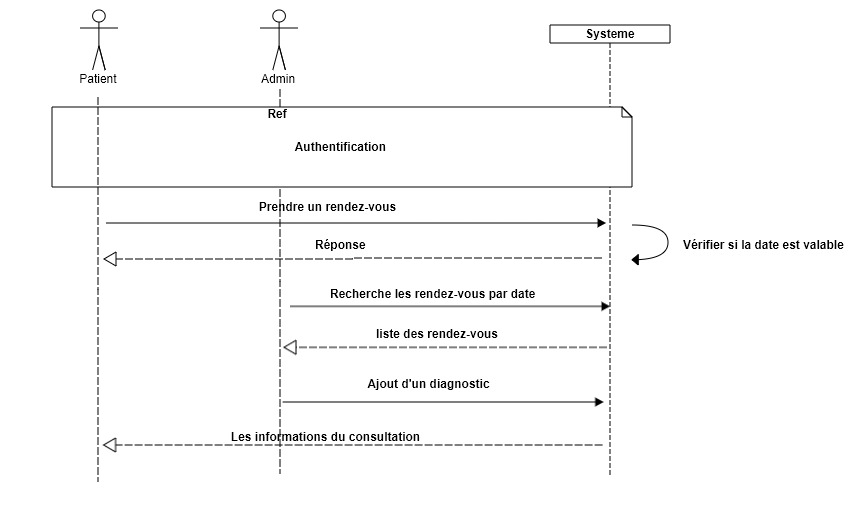 Systeme
Patient
Admin
Ref
Authentification
Prendre un rendez-vous
Réponse
Vérifier si la date est valable
Recherche les rendez-vous par date
liste des rendez-vous
Ajout d'un diagnostic
Les informations du consultation